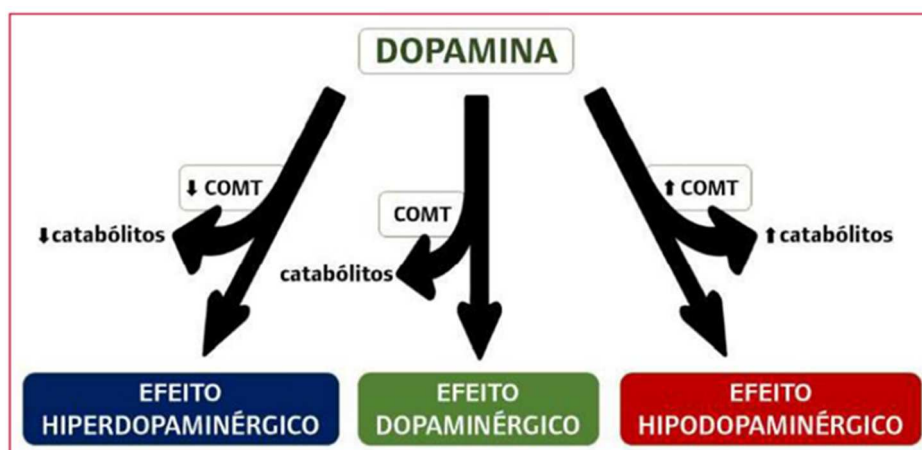 DOPAMINA
⬇ COMT
⬇catabólitos
COMT
catabólitos
⬆ COMT
⬆ catabólitos
EFEITO
HIPERDOPAMINÉRGICO
EFEITO
DOPAMINÉRGICO
EFEITO
HIPODOPAMINÉRGICO